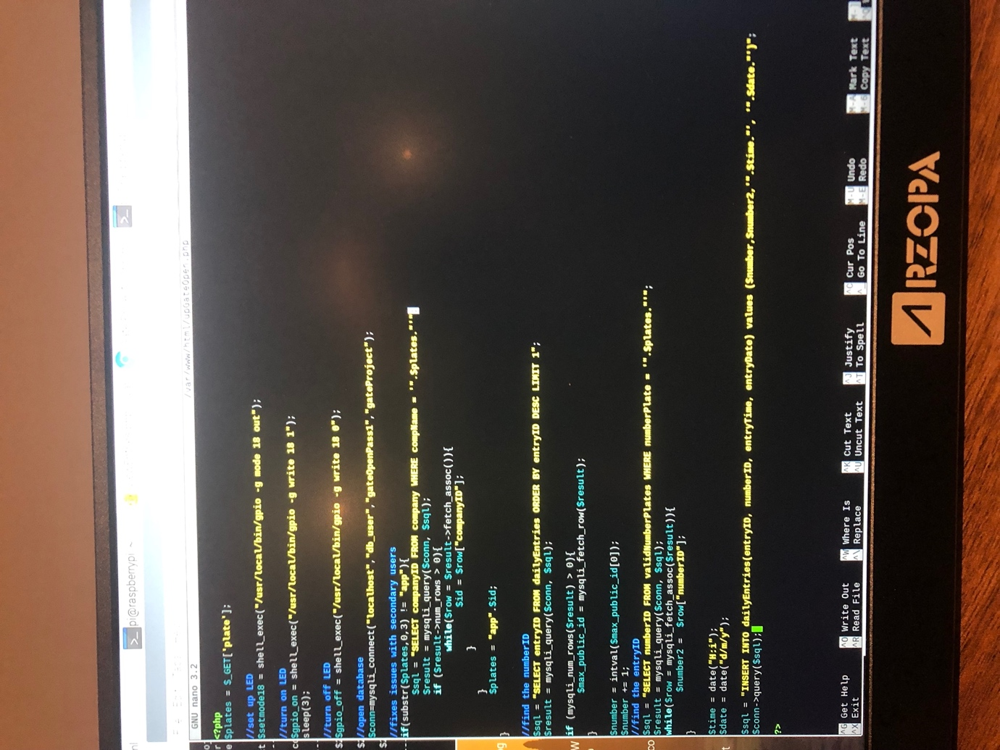 pi@raspberrypi: ~
GNU nano 3.2
/var/www/html/upGateOpen.php
<?php
$plates = $_GET['plate'];
//set up LED
$setmode18 = shell_exec("/usr/local/bin/gpio -g mode 18 out");
//turn on LED
$gpio_on = shell_exec("/usr/local/bin/gpio -g write 18 1");
sleep(3);
//turn off LED
$gpio_off = shell_exec("/usr/local/bin/gpio -g write 18 0");
//open database
$conn=mysqli_connect("localhost","db_user","gateOpenPass1","gateProject");
//fixes issues with secondary users
if(substr($plates,0,3) != "app"){
$sql = "SELECT companyID FROM company WHERE compName = '".$plates."'";
$result = mysqli_query($conn, $sql);
if ($result->num_rows > 0){
while($row = $result->fetch_assoc()){
$id = $row["companyID"];
}
}
$plates = "app".$id;
}
//find the numberID
$sql = "SELECT entryID FROM dailyEntries ORDER BY entryID DESC LIMIT 1";
$result = mysqli_query($conn, $sql);
if (mysqli_num_rows($result) > 0){
$max_public_id = mysqli_fetch_row($result);
}
$number = intval($max_public_id[0]);
$number += 1;
//find the entryID
$sql = "SELECT numberID FROM validNumberPlates WHERE numberPlate = '".$plates."'";
$result = mysqli_query($conn, $sql);
while($row = mysqli_fetch_assoc($result)){
$number2 = $row["numberID"];
}
$time = date("H:i");
$date = date("d/m/y");
$sql = "INSERT INTO dailyEntries(entryID, numberID, entryTime, entryDate) values ($number,$number2,'".$time."', '".$date."')";
$conn->query($sql);
?>
^G Get Help ^O Write Out ^W Where Is ^K Cut Text ^J Justify ^C Cur Pos M-U Undo M-A Mark Text
^X Exit ^R Read File ^\ Replace ^U Uncut Text ^T To Spell ^_ Go To Line M-E Redo M-6 Copy Text
ARZOPA